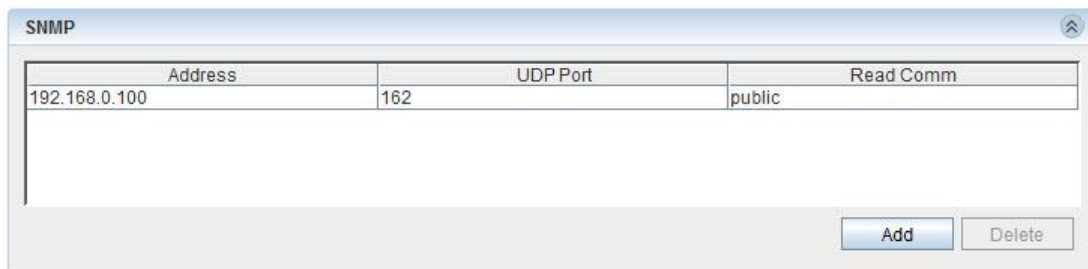 SNMP
Address UDP Port Read Comm
192.168.0.100 162 public
Add Delete